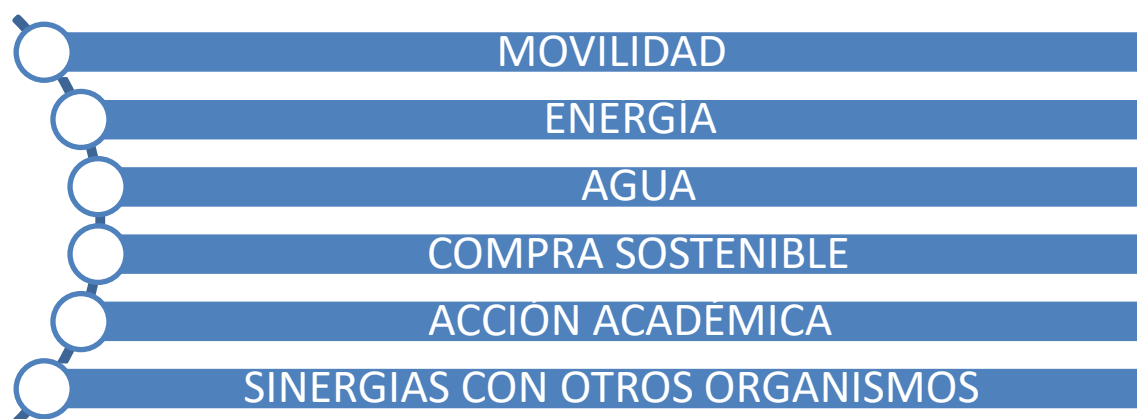 MOVILIDAD
ENERGÍA
AGUA
COMPRA SOSTENIBLE
ACCIÓN ACADÉMICA
SINERGIAS CON OTROS ORGANISMOS